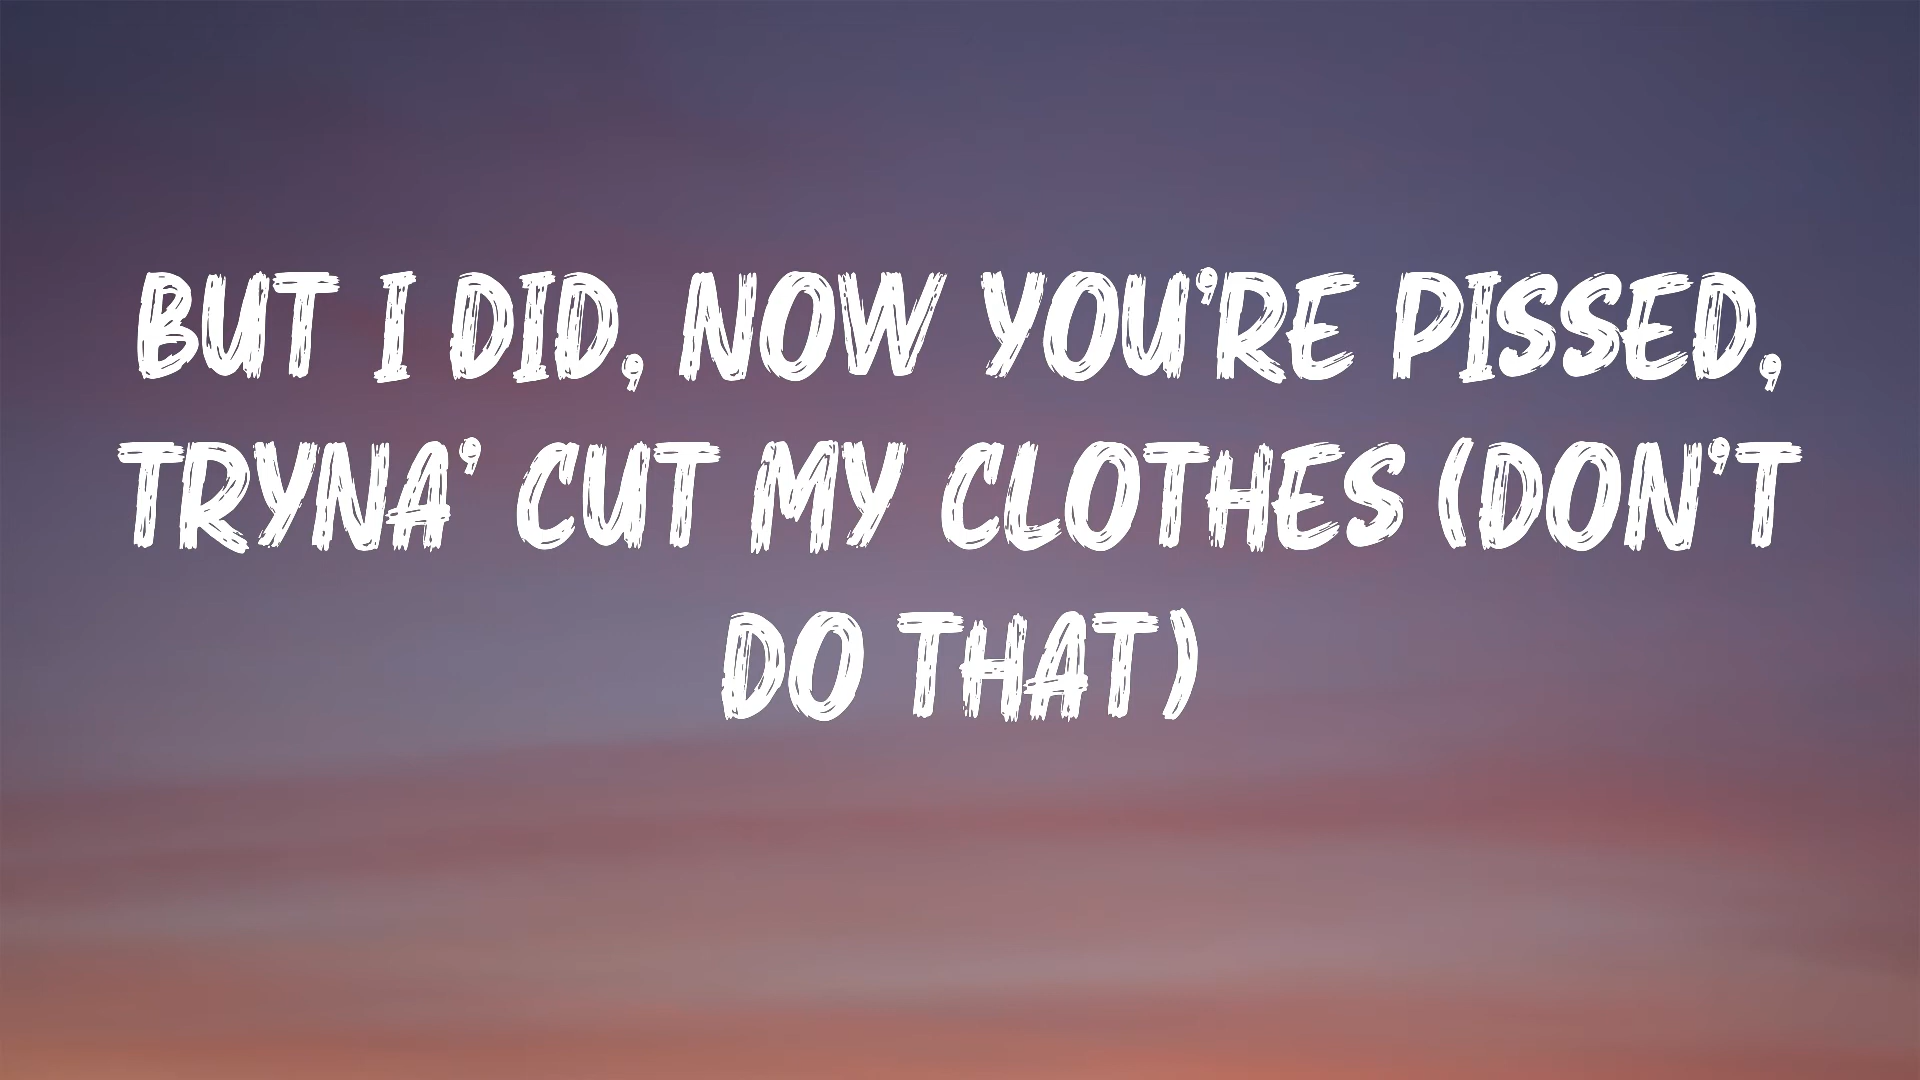 BUT I DID, NOW YOU'RE PISSED,
TRYNA' CUT MY CLOTHES (DON'T
DO THAT)